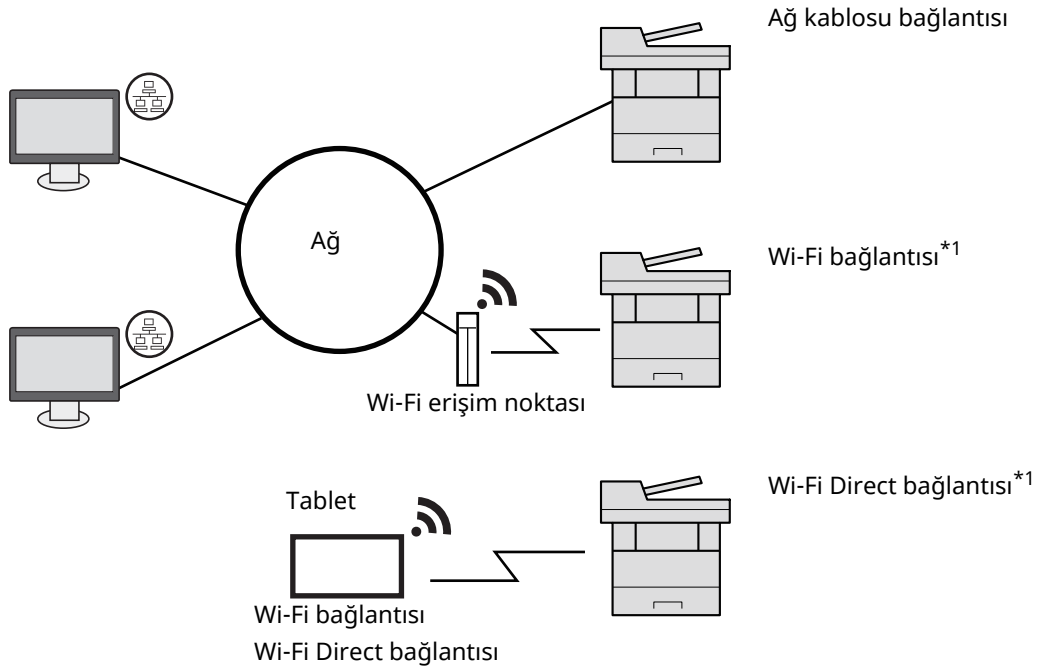 Ağ kablosu bağlantısı
Ağ
Wi-Fi bağlantısı*1
Wi-Fi erişim noktası
Wi-Fi Direct bağlantısı*1
Tablet
Wi-Fi bağlantısı
Wi-Fi Direct bağlantısı